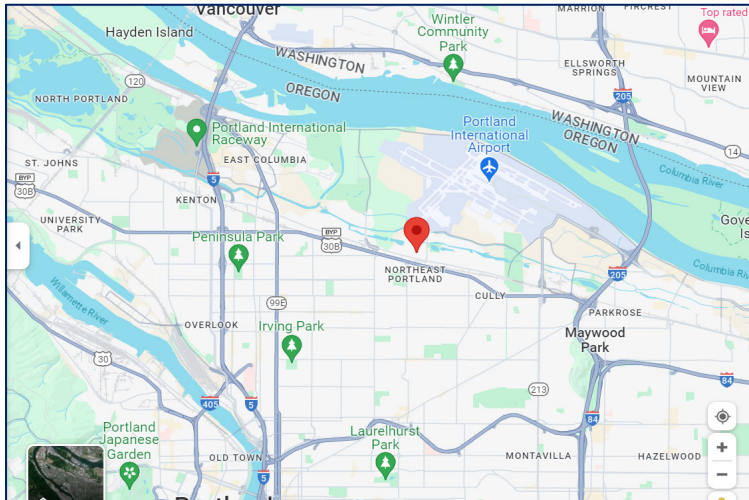 Vancouver
Hayden Island
Wintler
Community
Park
MARRION
FIRCREST
Top rated
WASHINGTON
OREGON
ELLSWORTH
SPRINGS
MOUNTAIN
VIEW
120
205
NORTH PORTLAND
Portland International
Raceway
Portland
International
Airport
WASHINGTON
OREGON
14
ST. JOHNS
EAST COLUMBIA
Columbia River
BYP
30B
5
KENTON
UNIVERSITY
PARK
Peninsula Park
BYP
30B
Gove
Is
NORTHEAST
PORTLAND
205
Columbia Rive
CULLY
Willamette River
99E
PARKROSE
OVERLOOK
Irving Park
Maywood
Park
30
213
84
405
5
84
Portland
Japanese
Garden
Laurelhurst
Park
OLD TOWN
5
MONTAVILLA
HAZELWOOD